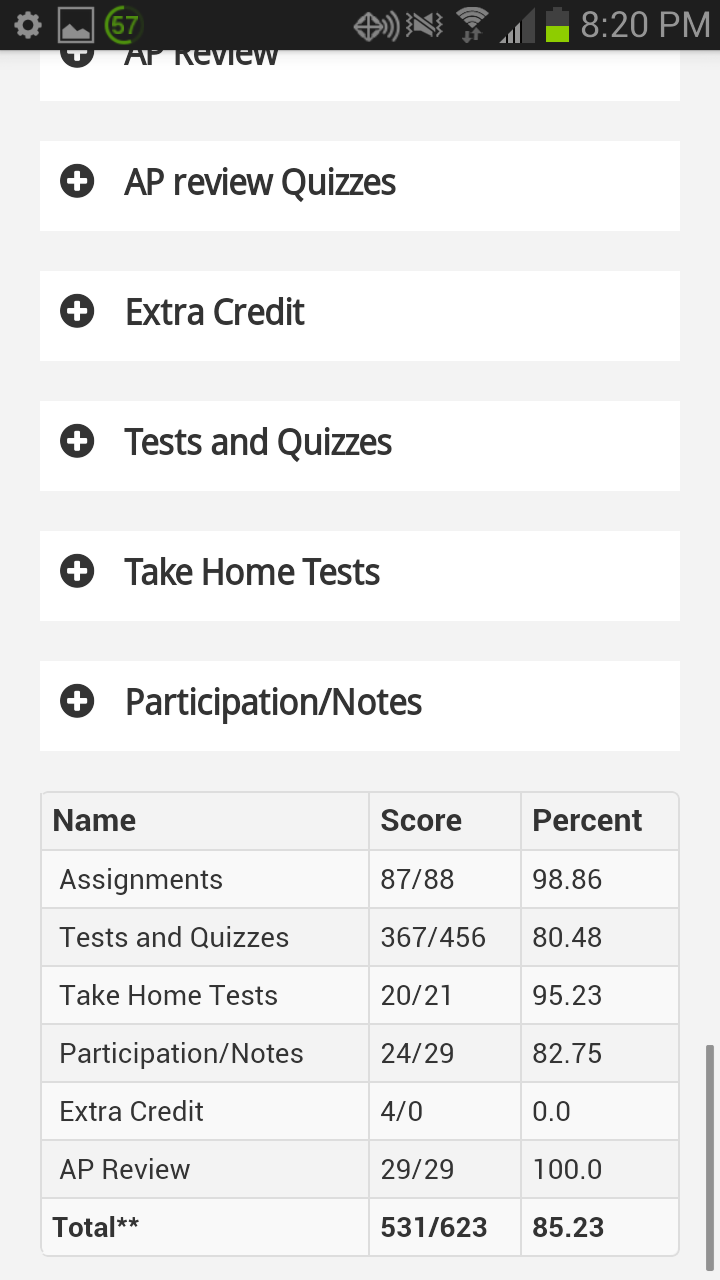 57 8:20 PM
AP Review
AP review Quizzes
Extra Credit
Tests and Quizzes
Take Home Tests
Participation/Notes
Name Score Percent
Assignments 87/88 98.86
Tests and Quizzes 367/456 80.48
Take Home Tests 20/21 95.23
Participation/Notes 24/29 82.75
Extra Credit 4/0 0.0
AP Review 29/29 100.0
Total** 531/623 85.23